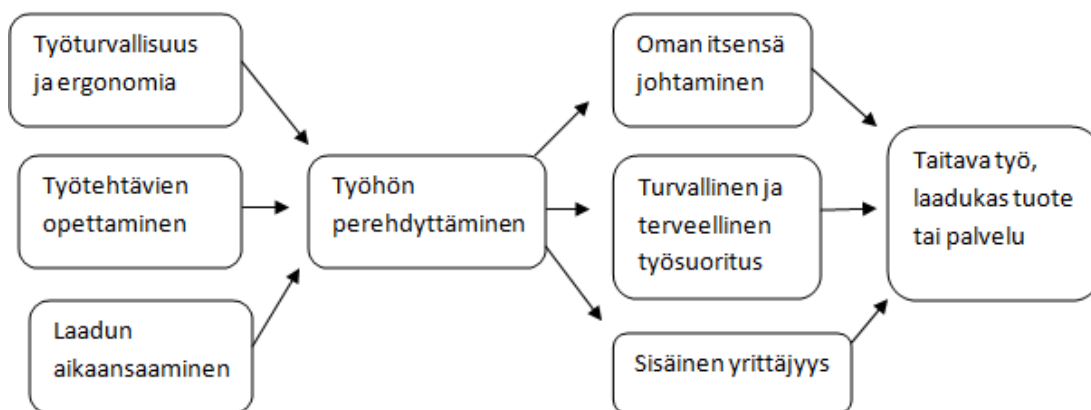 Työturvallisuus
ja ergonomia
Työtehtävien
opettaminen
Laadun
aikaansaaminen
Työhön
perehdyttäminen
Oman itsensä
johtaminen
Turvallinen ja
terveellinen
työsuoritus
Sisäinen yrittäjyys
Taitava työ,
laadukas tuote
tai palvelu